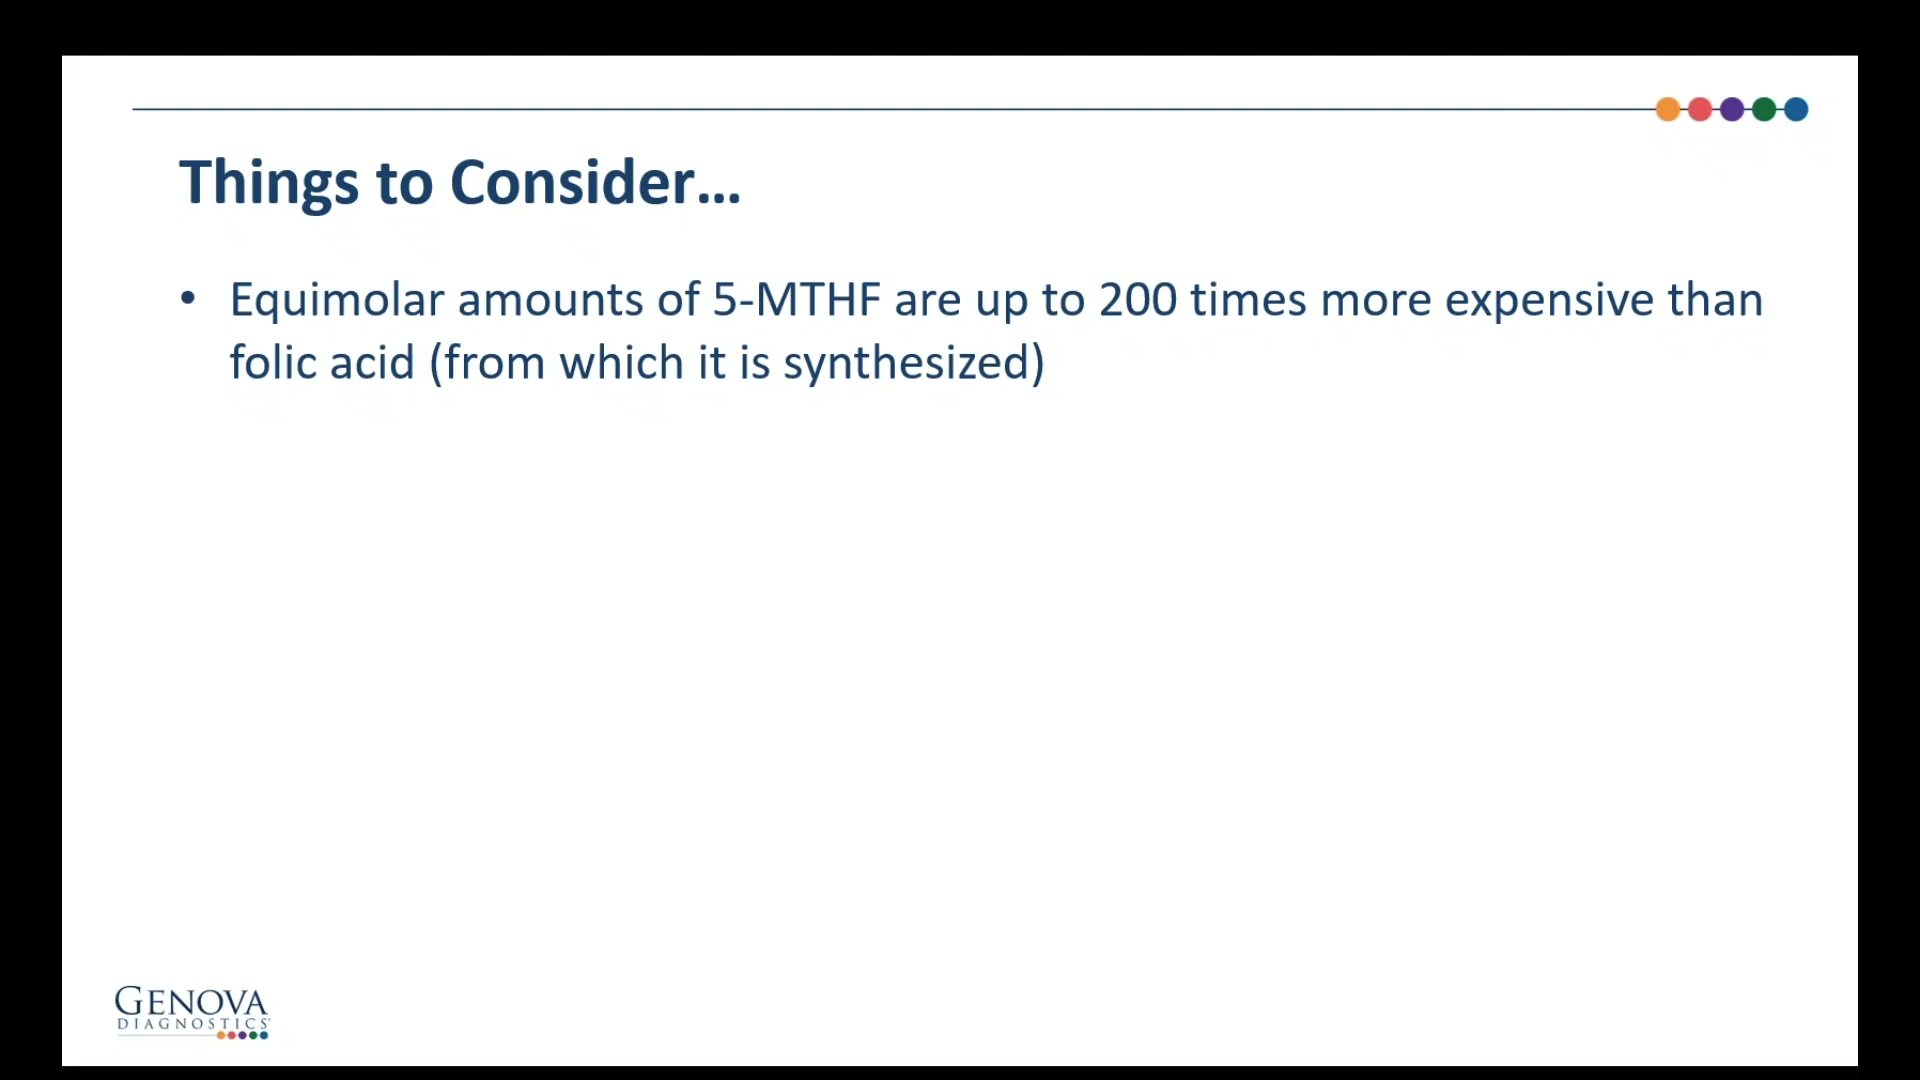 Things to Consider...
• Equimolar amounts of 5-MTHF are up to 200 times more expensive than
folic acid (from which it is synthesized)
GENOVA
DIAGNOSTICS